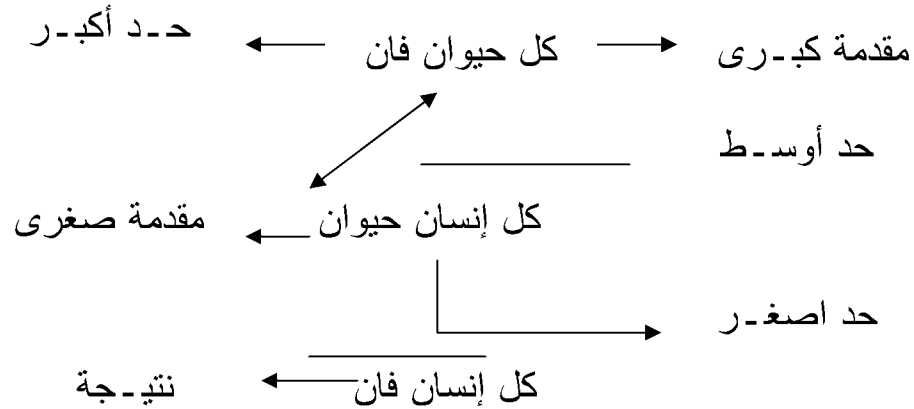 مقدمة كبـرى كل حيوان فان حـد أكبـر
حد أوسـط
كل إنسان حيوان مقدمة صغرى
حد اصغـر
كل إنسان فان نتيـجة